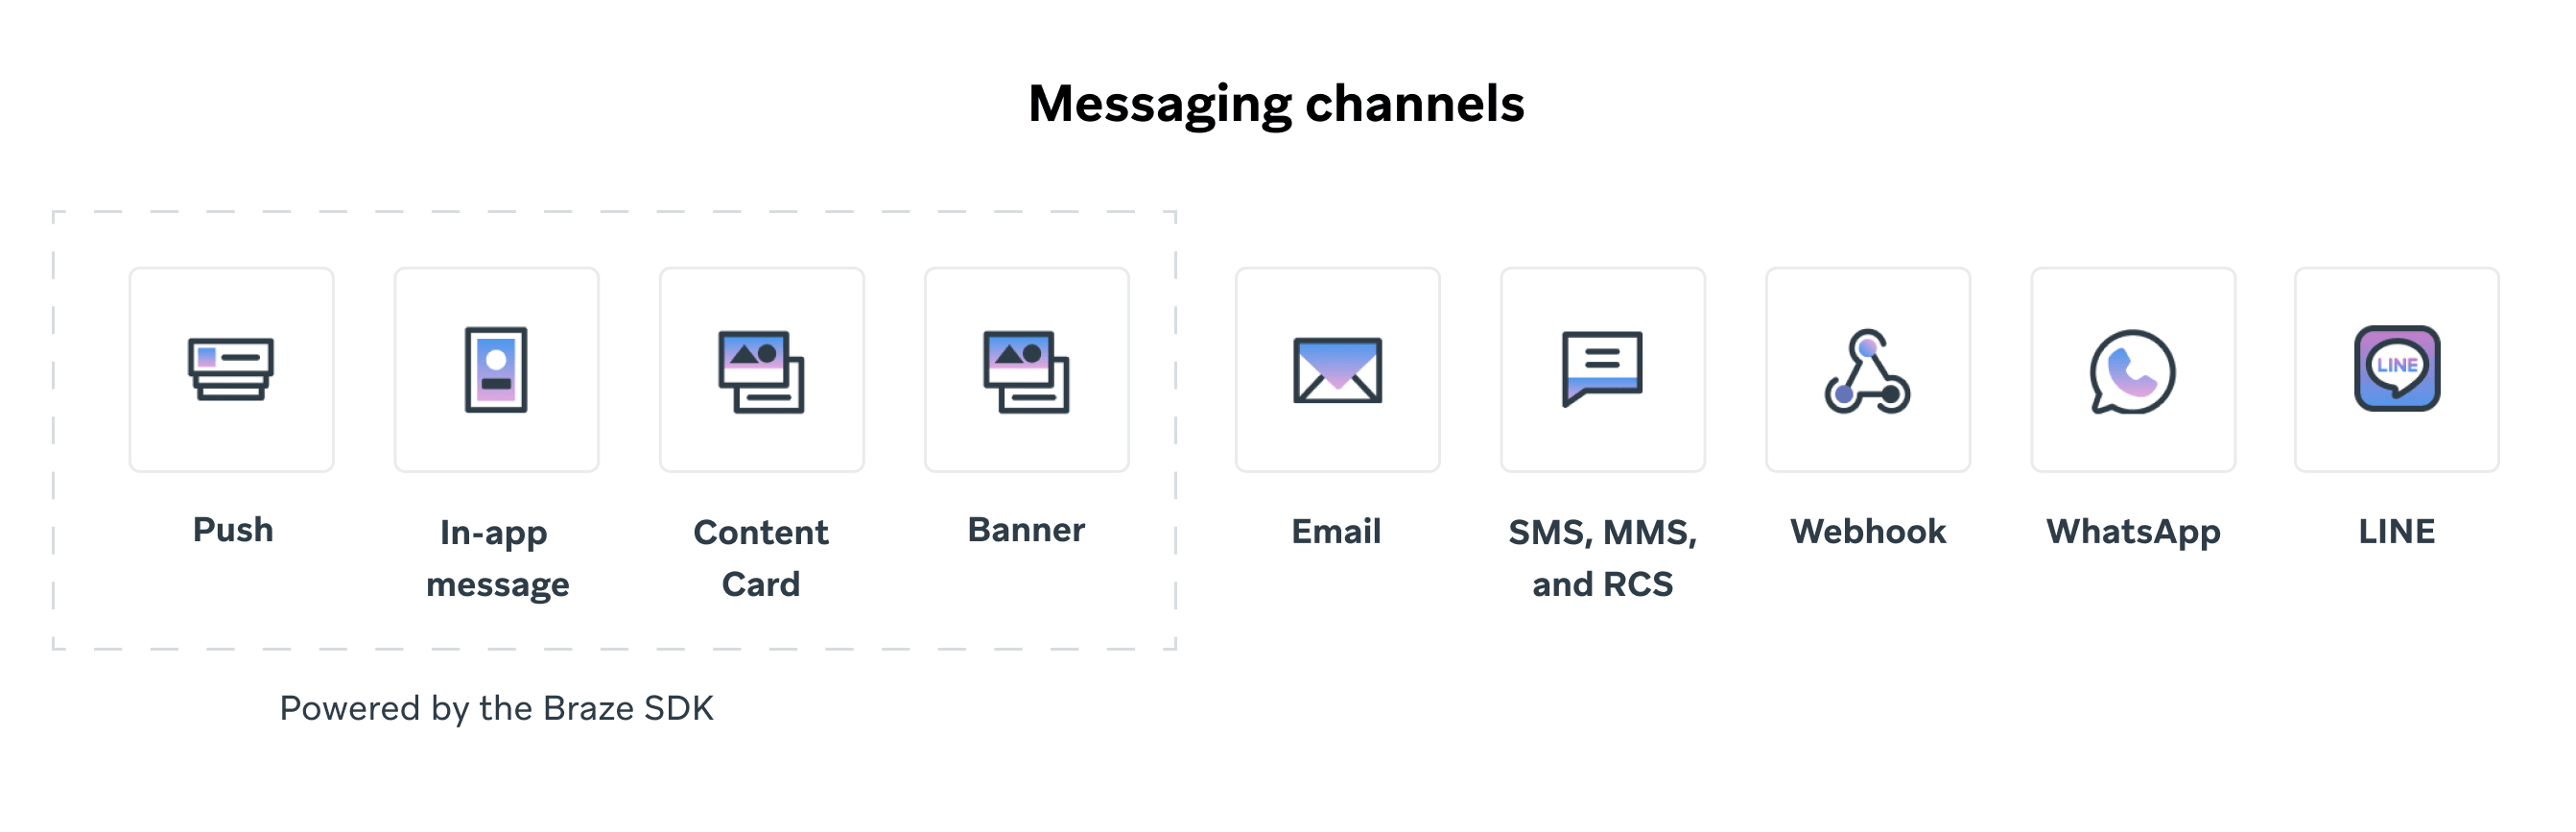 Messaging channels
LINE
Push
In-app
message
Content
Card
Banner
Email
SMS, MMS,
and RCS
Webhook
WhatsApp
LINE
Powered by the Braze SDK